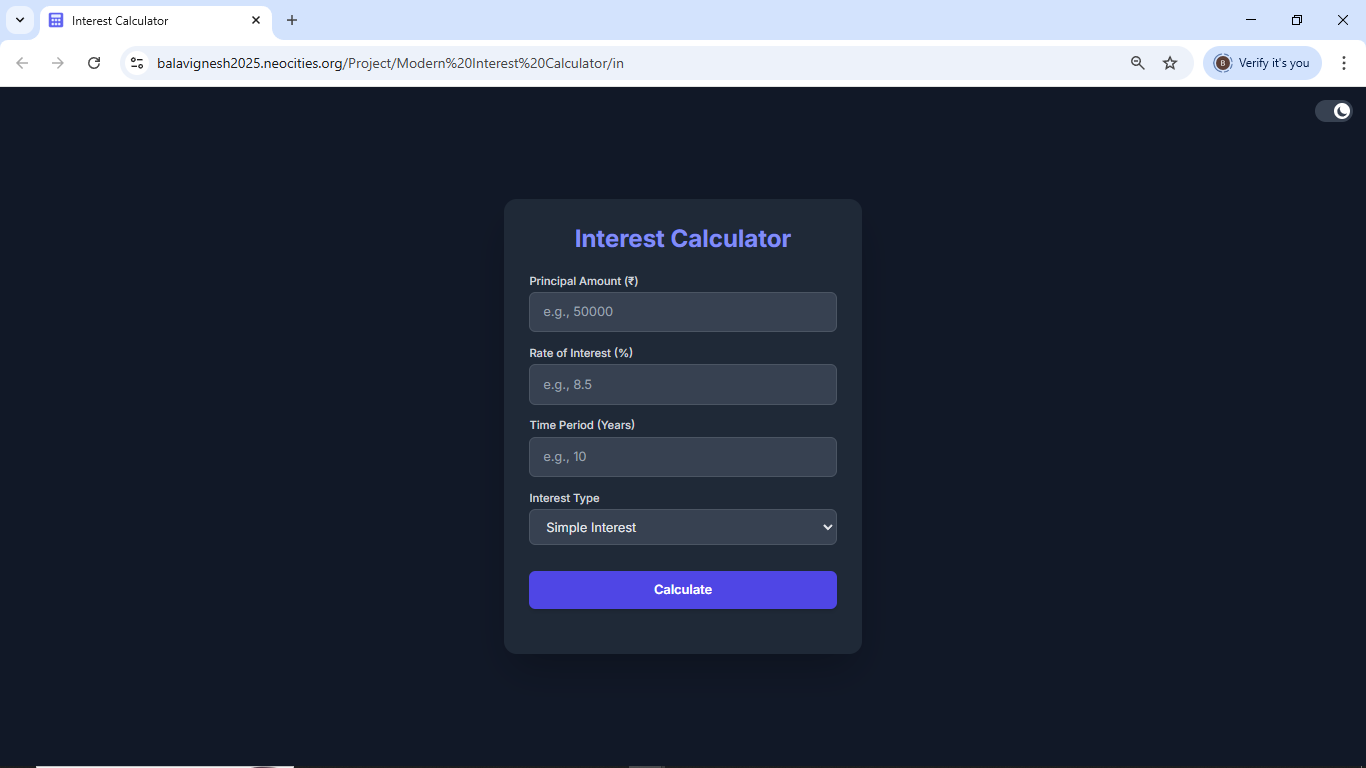 Interest Calculator
balavignesh2025.neocities.org/Project/Modern%20Interest%20Calculator/in
B
Verify it's you
Interest Calculator
Principal Amount (₹)
e.g., 50000
Rate of Interest (%)
e.g., 8.5
Time Period (Years)
e.g., 10
Interest Type
Simple Interest
Calculate